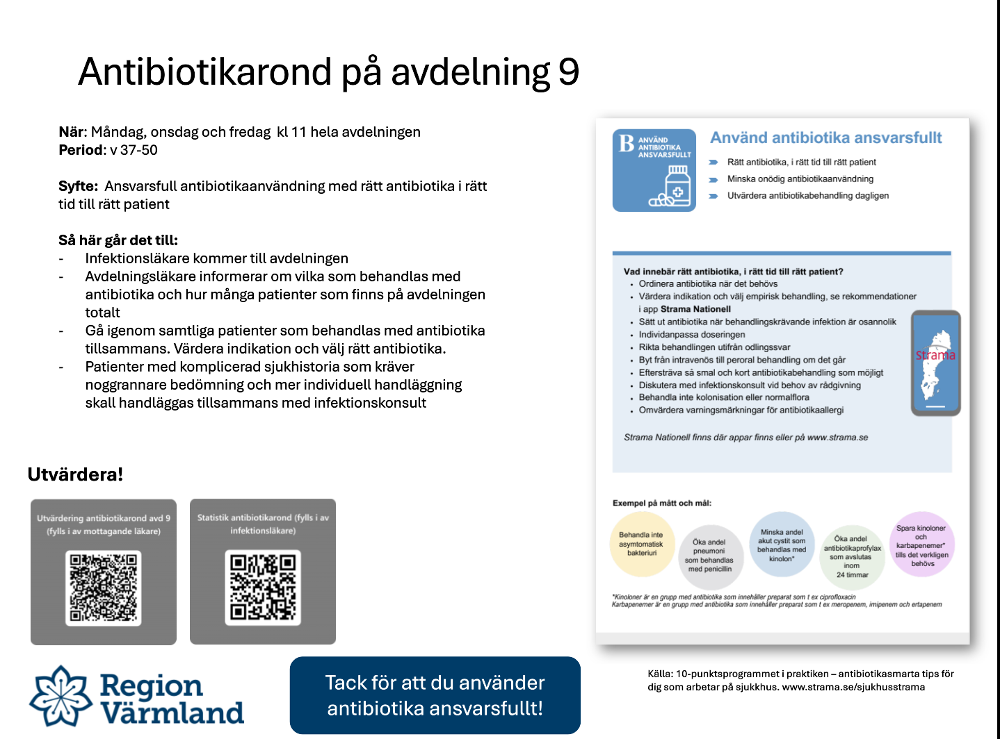 Antibiotikarond på avdelning 9
När: Måndag, onsdag och fredag  kl 11 hela avdelningen
Period: v 37-50
Syfte:  Ansvarsfull antibiotikaanvändning med rätt antibiotika i rätt
tid till rätt patient
Så här går det till:
- Infektionsläkare kommer till avdelningen
- Avdelningsläkare informerar om vilka som behandlas med
antibiotika och hur många patienter som finns på avdelningen
totalt
- Gå igenom samtliga patienter som behandlas med antibiotika
tillsammans. Värdera indikation och välj rätt antibiotika.
- Patienter med komplicerad sjukhistoria som kräver
noggrannare bedömning och mer individuell handläggning
skall handläggas tillsammans med infektionskonsult
Utvärdera!
Utvärdering antibiotikarond avd 9
(fylls i av mottagande läkare)
Statistik antibiotikarond (fylls i av
infektionsläkare)
Region
Värmland
Tack för att du använder
antibiotika ansvarsfullt!
B ANVÄND
ANTIBIOTIKA
ANSVARSFULLT
Använd antibiotika ansvarsfullt
Rätt antibiotika, i rätt tid till rätt patient
Minska onödig antibiotikaanvändning
Utvärdera antibiotikabehandling dagligen
Vad innebär rätt antibiotika, i rätt tid till rätt patient?
• Ordinera antibiotika när det behövs
• Värdera indikation och välj empirisk behandling, se rekommendationer
i app Strama Nationell
• Sätt ut antibiotika när behandlingskrävande infektion är osannolik
• Individanpassa doseringen
• Rikta behandlingen utifrån odlingssvar
• Byt från intravenös till peroral behandling om det går
• Eftersträva så smal och kort antibiotikabehandling som möjligt
• Diskutera med infektionskonsult vid behov av rådgivning
• Behandla inte kolonisation eller normalflora
• Omvärdera varningsmärkningar för antibiotikaallergi
Strama
Strama Nationell finns där appar finns eller på www.strama.se
Exempel på mått och mål:
Behandla inte
asymtomatisk
bakteriuri
Öka andel
pneumoni
som behandlas
med penicillin
Minska andel
akut cystit som
behandlas med
kinolon*
Öka andel
antibiotikaprofylax
som avslutas
inom
24 timmar
Spara kinoloner
och
karbapenemer*
tills det verkligen
behövs
*Kinoloner är en grupp med antibiotika som innehåller preparat som t ex ciprofloxacin
Karbapenemer är en grupp med antibiotika som innehåller preparat som t ex meropenem, imipenem och ertapenem
Källa: 10-punktsprogrammet i praktiken – antibiotikasmarta tips för
dig som arbetar på sjukkhus. www.strama.se/sjukhusstrama